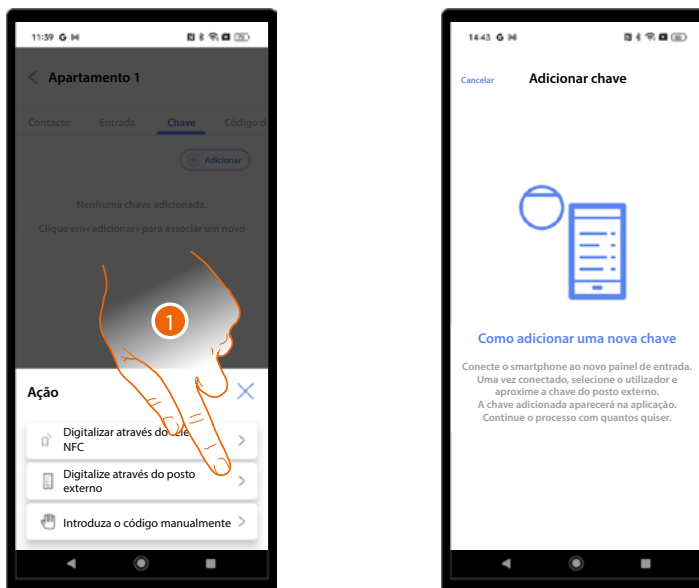 11:59 G
Apartamento 1
Contacto Entrada Chave Código d
Adicionar
Nenhuma chave adicionada.
Clique em« adicionar» para associar um novo
1
Ação
Digitalizar através do
NFC
Digitalize através do posto
externo
Introduza o código manualmente
14:43 G
Cancelar Adicionar chave
Como adicionar uma nova chave
Conecte o smartphone ao novo painel de entrada.
Uma vez conectado, selecione o utilizador e
aproxime a chave do posto externo.
A chave adicionada aparecerá na aplicação.
Continue o processo com quantos quiser.